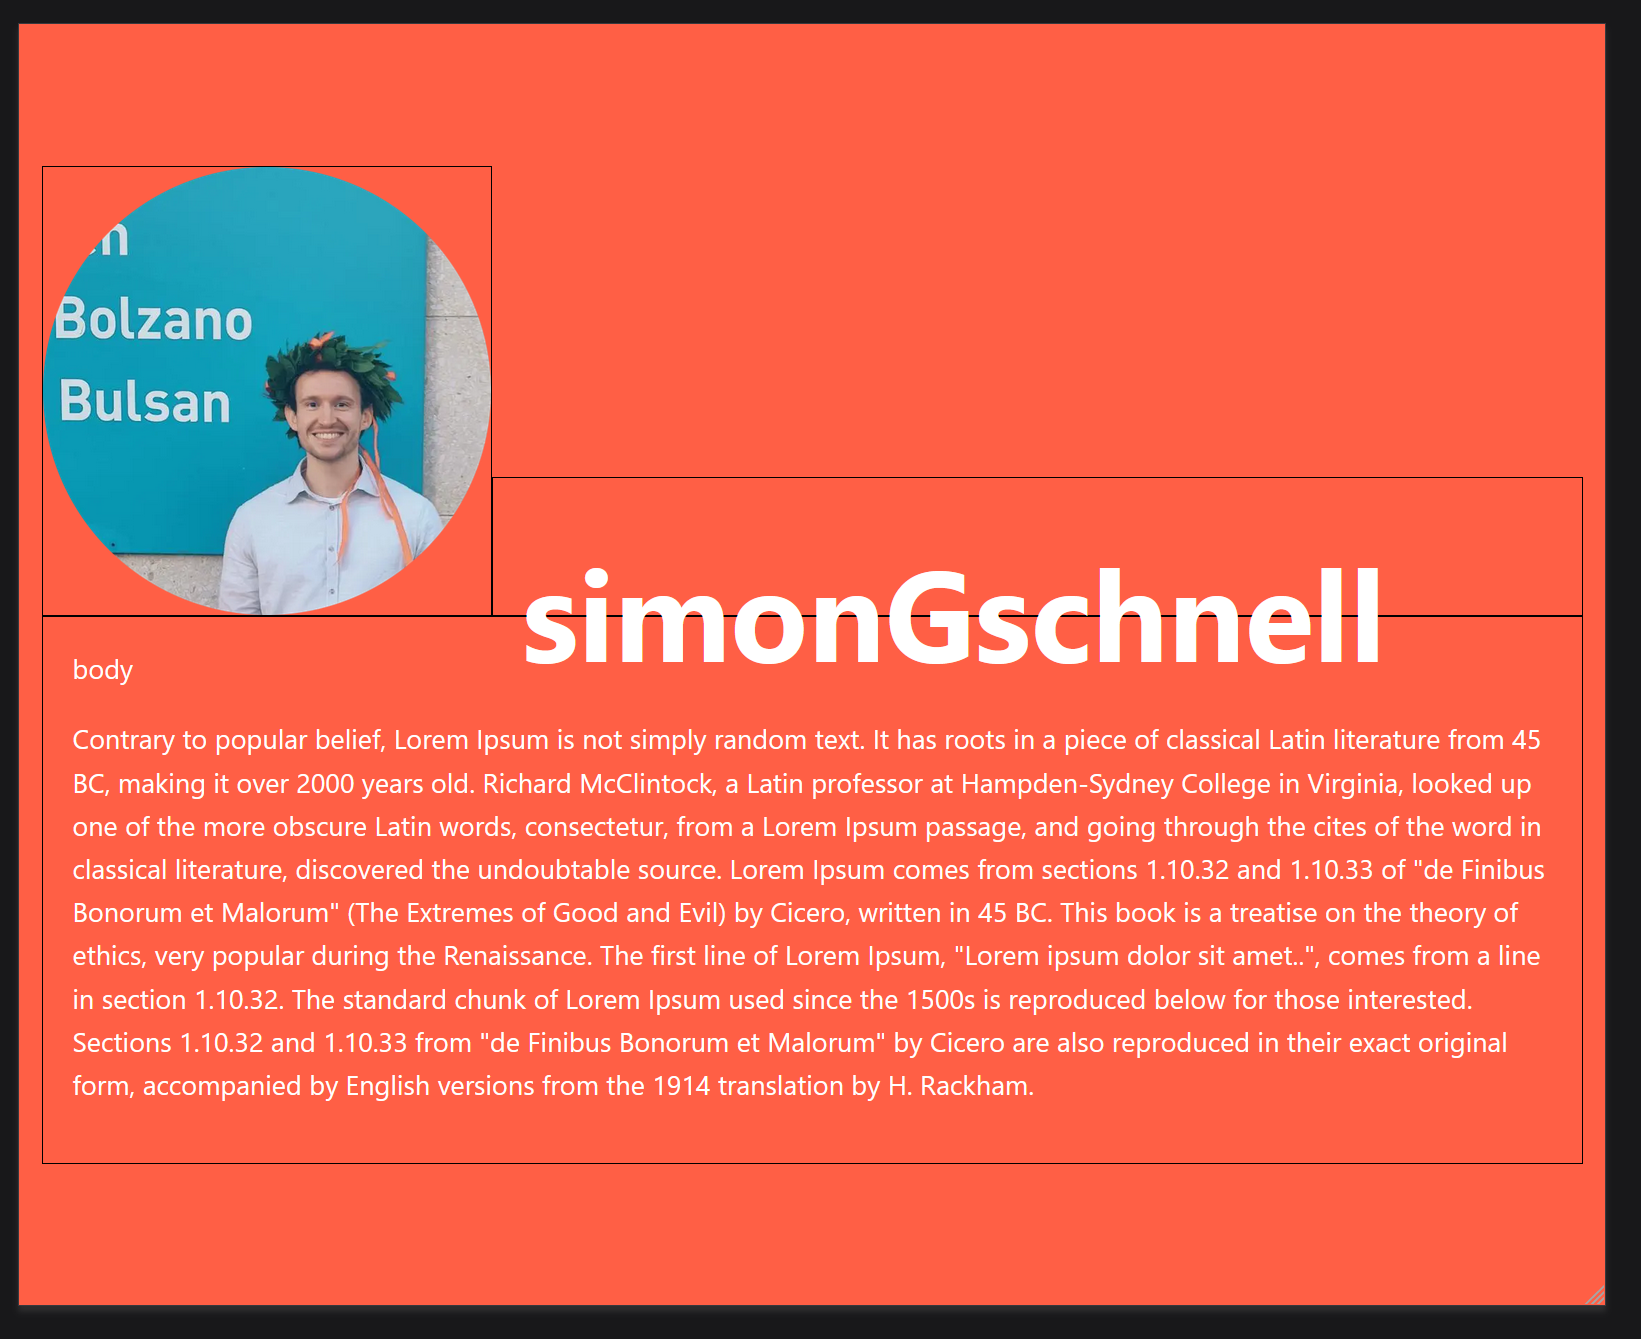 Bolzano
Bulsan
simonGschnell
body
Contrary to popular belief, Lorem Ipsum is not simply random text. It has roots in a piece of classical Latin literature from 45
BC, making it over 2000 years old. Richard McClintock, a Latin professor at Hampden-Sydney College in Virginia, looked up
one of the more obscure Latin words, consectetur, from a Lorem Ipsum passage, and going through the cites of the word in
classical literature, discovered the undoubtable source. Lorem Ipsum comes from sections 1.10.32 and 1.10.33 of "de Finibus
Bonorum et Malorum" (The Extremes of Good and Evil) by Cicero, written in 45 BC. This book is a treatise on the theory of
ethics, very popular during the Renaissance. The first line of Lorem Ipsum, "Lorem ipsum dolor sit amet..", comes from a line
in section 1.10.32. The standard chunk of Lorem Ipsum used since the 1500s is reproduced below for those interested.
Sections 1.10.32 and 1.10.33 from "de Finibus Bonorum et Malorum" by Cicero are also reproduced in their exact original
form, accompanied by English versions from the 1914 translation by H. Rackham.